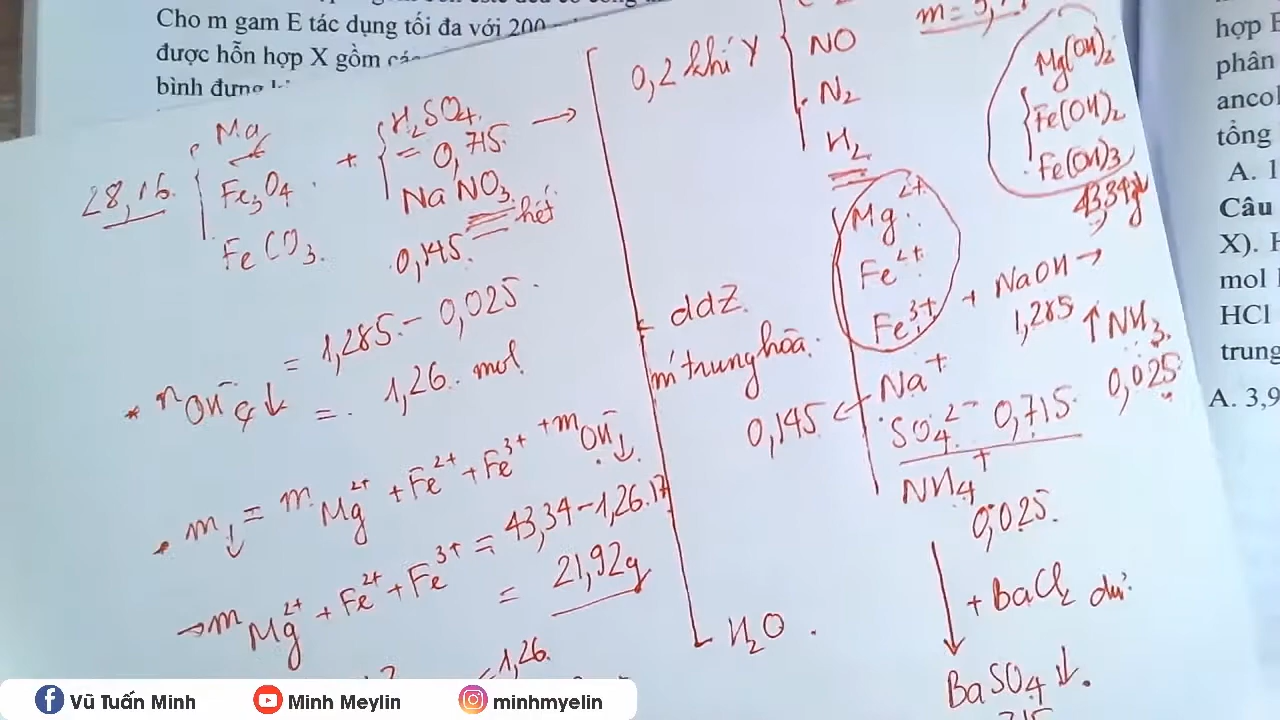 Cho m gam E tác dụng tối đa với 200
được hỗn hợp X gồm
bình đựng
28,16
Mg
Fe3O4
FeCO3.
+
H2SO4.
= 0,715.
NaNO3. hết
0,145.
→
0,2 khí Y
NO
N2
H2
m =
ddZ.
m trung hòa:
Mg2+
Fe2+
Fe3+
+ NaOH →
1,285
↑NH3.
0,025
Mg(OH)2
Fe(OH)2
Fe(OH)3
43,34g
0,145 ← Na+
SO42- 0,715.
NH4+
0,025.
+ BaCl2 dư:
BaSO4↓.
H2O.
* nOH- ↓ = 1,285 - 0,025.
= 1,26. mol
* m↓ = mMg2+ + Fe2+ + Fe3+ + mOH-↓
→ mMg2+ + Fe2+ + Fe3+ = 43,34 - 1,26.17
= 21,92g
= 1,26.
hợp
phân
ancol
tổng
A. 1
Câu
X).
mol
HCl
trung
A. 3,9
Vũ Tuấn Minh
Minh Meylin
minhmyelin